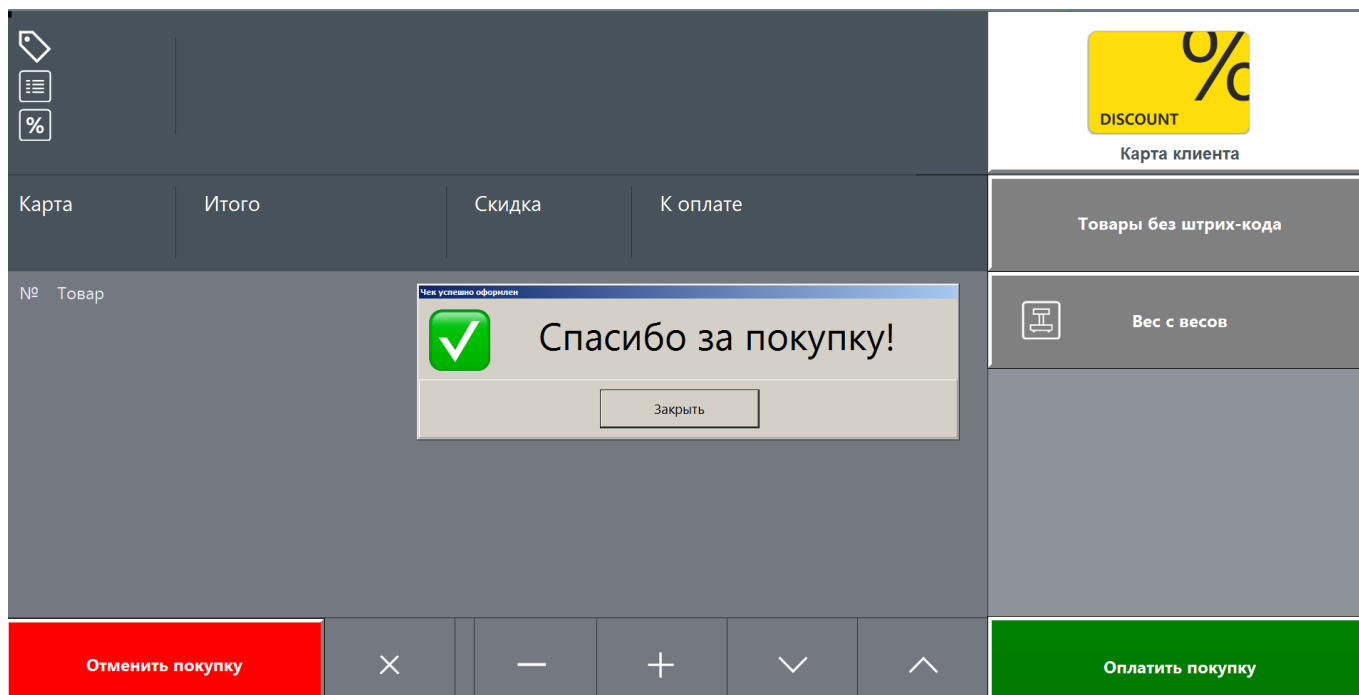 %
%
DISCOUNT
Карта клиента
Карта Итого Скидка К оплате
Товары без штрих-кода
№ Товар
Чек успешно оформлен
Спасибо за покупку!
Закрыть
Вес с весов
Отменить покупку
Оплатить покупку